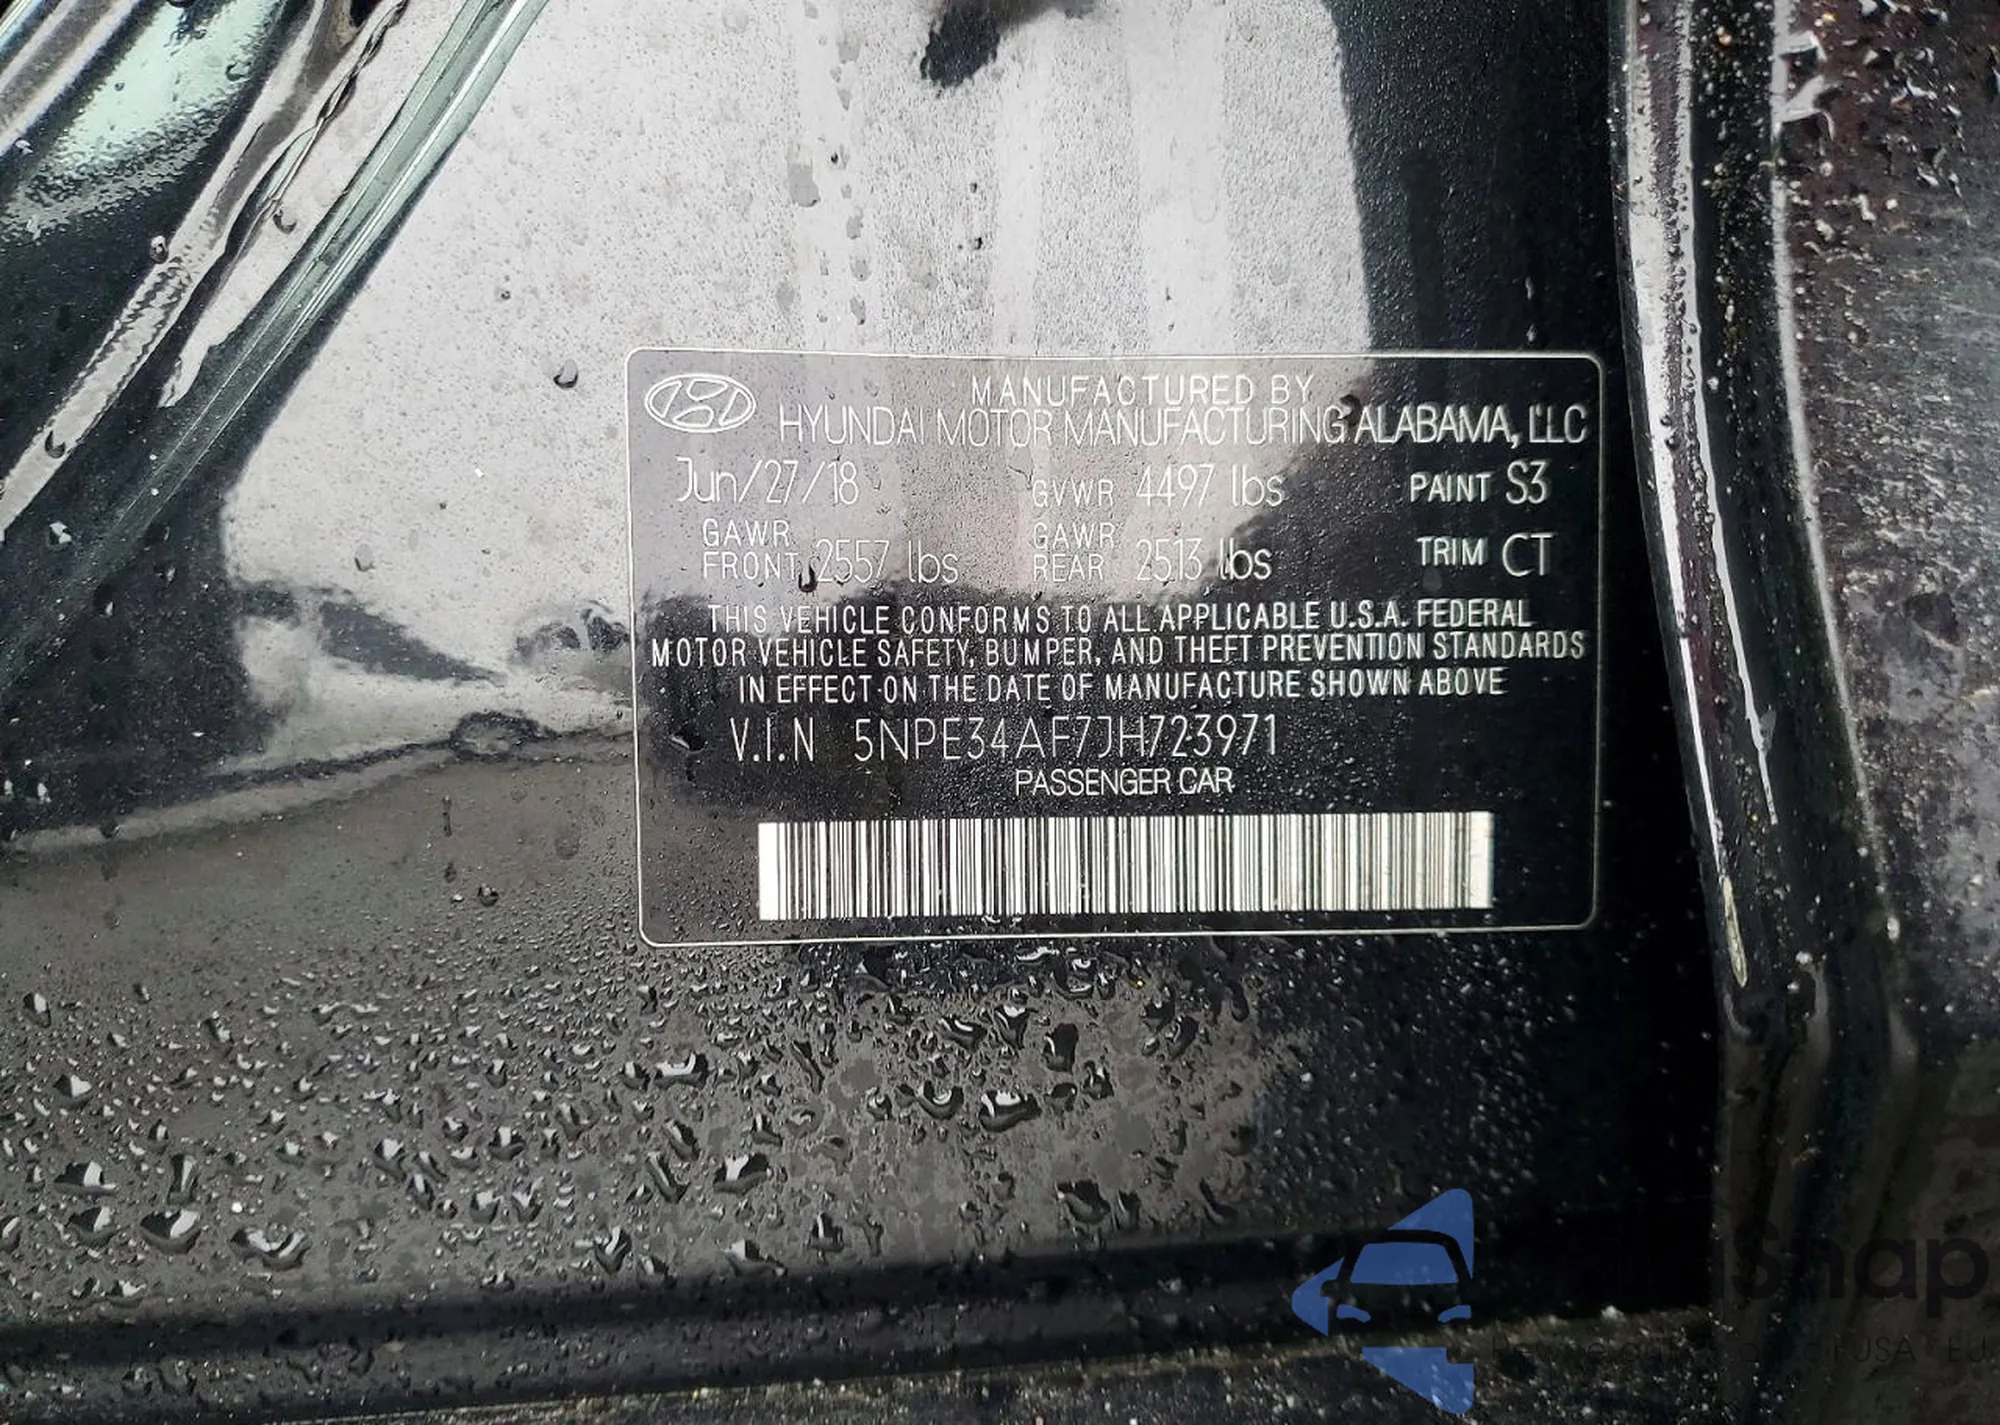 MANUFACTURED BY
HYUNDAI MOTOR MANUFACTURING ALABAMA, LLC
Jun/27/18 GVWR 4497 lbs PAINT S3
GAWR FRONT 2557 lbs GAWR REAR 2513 lbs TRIM CT
THIS VEHICLE CONFORMS TO ALL APPLICABLE U.S.A. FEDERAL
MOTOR VEHICLE SAFETY, BUMPER, AND THEFT PREVENTION STANDARDS
IN EFFECT ON THE DATE OF MANUFACTURE SHOWN ABOVE
V.I.N 5NPE34AF7JH723971
PASSENGER CAR
USA EU